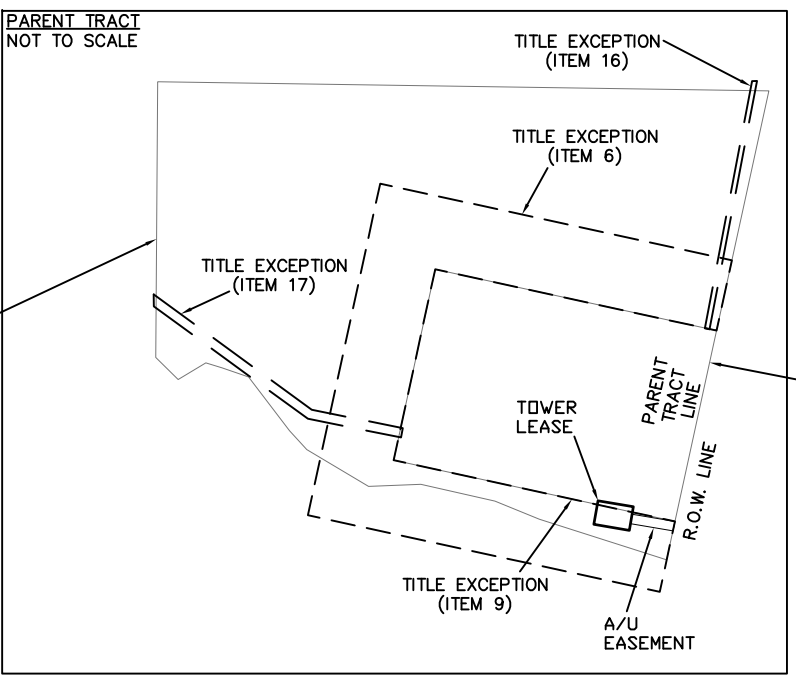 PARENT TRACT
NOT TO SCALE
TITLE EXCEPTION
(ITEM 16)
TITLE EXCEPTION
(ITEM 6)
TITLE EXCEPTION
(ITEM 17)
PARENT
TRACT
LINE
TOWER
LEASE
R.O.W. LINE
TITLE EXCEPTION
(ITEM 9)
A/U
EASEMENT